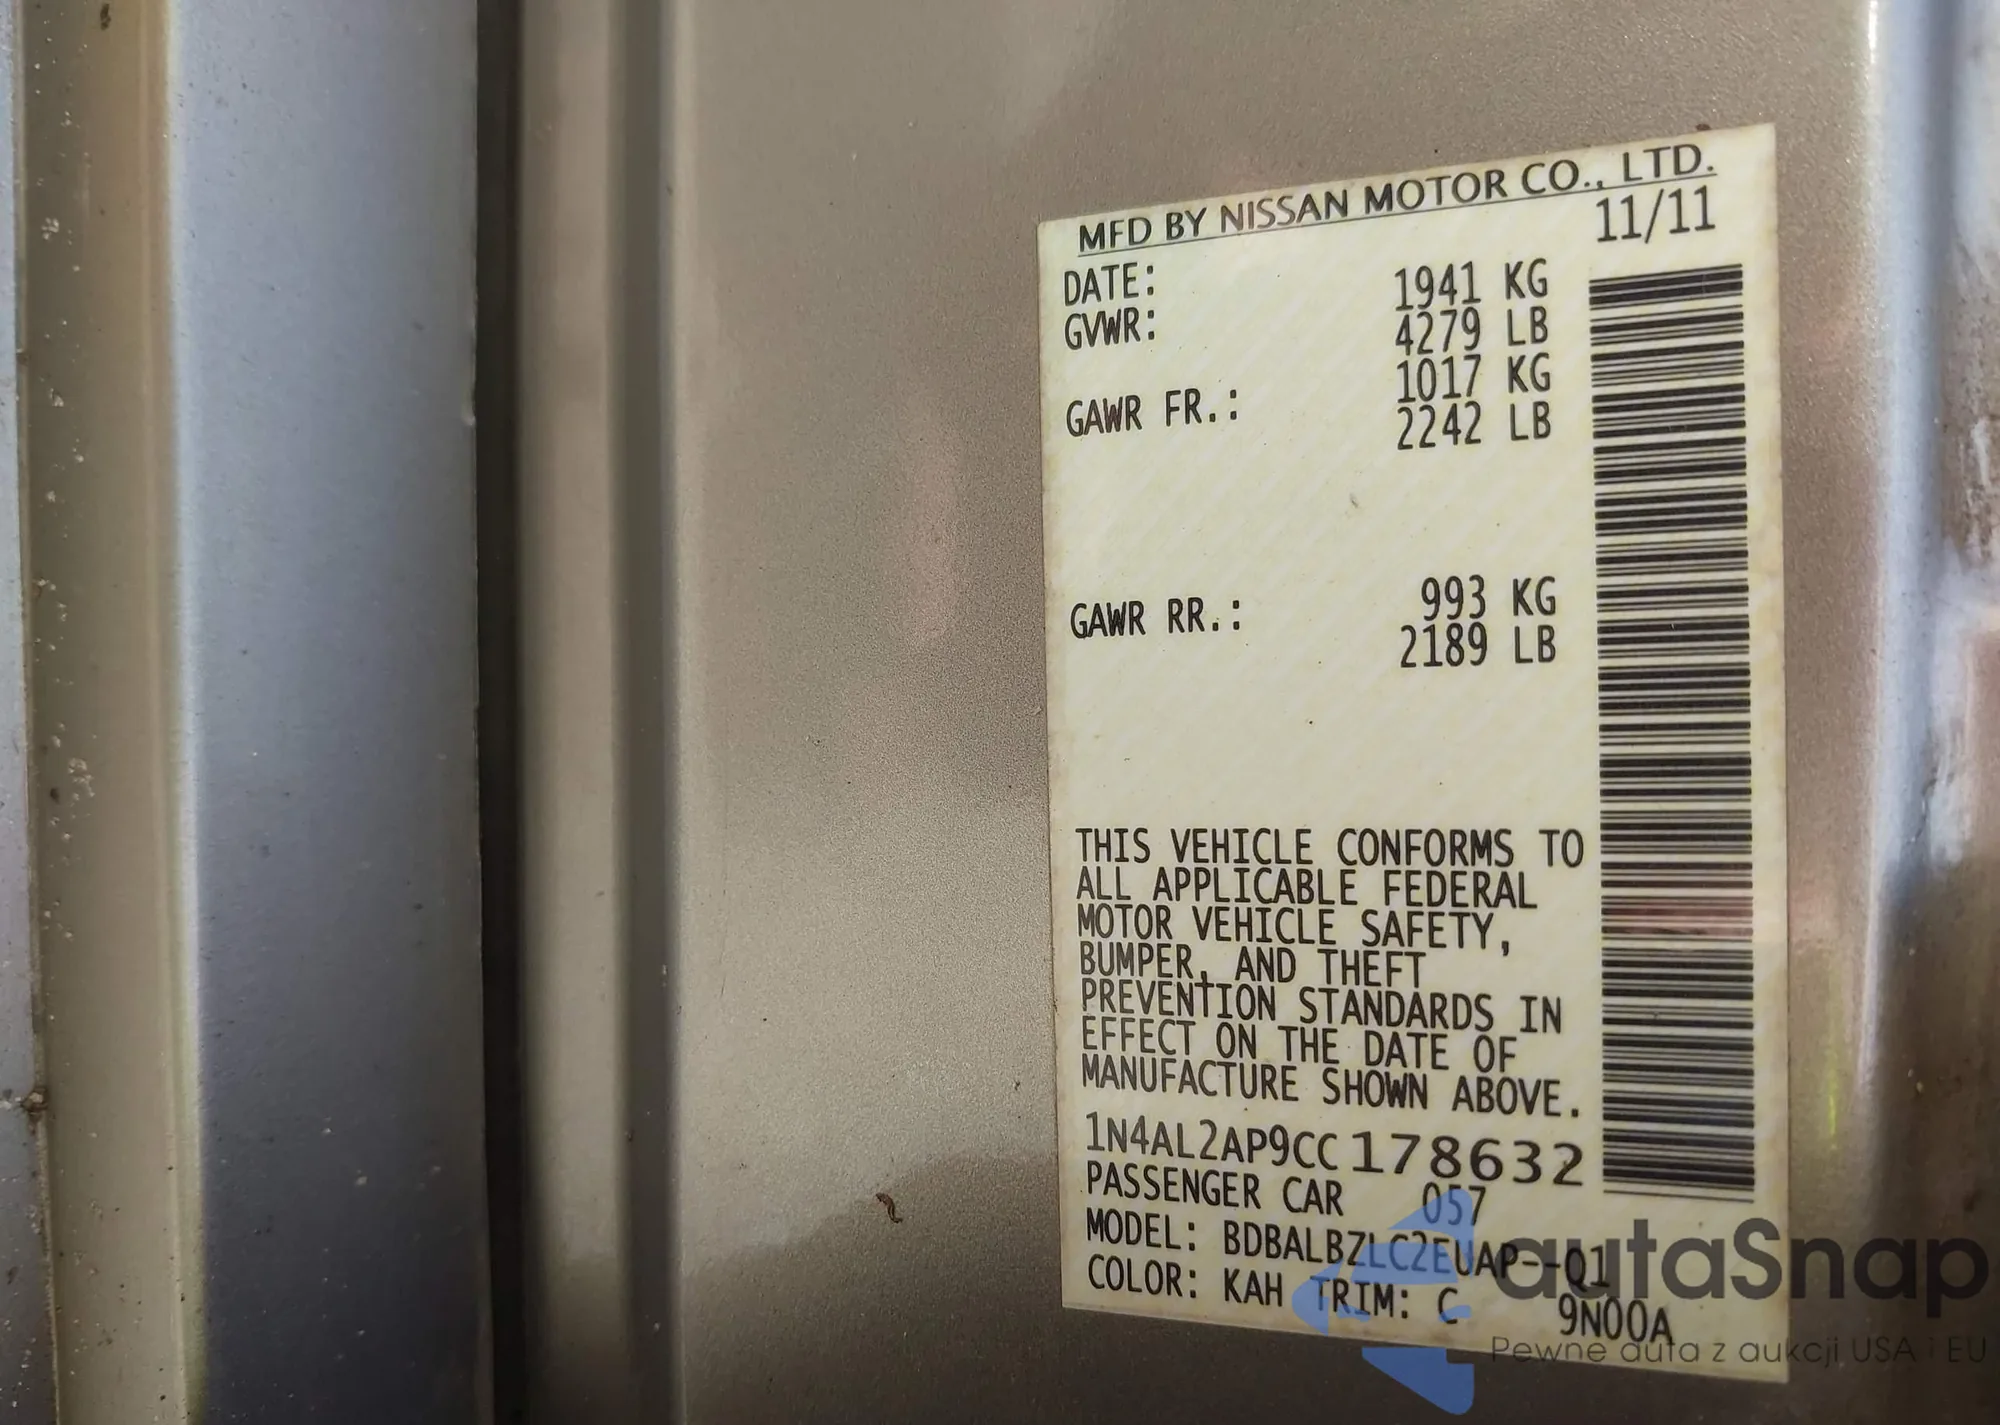 MFD BY NISSAN MOTOR CO., LTD.
DATE: 11/11
GVWR: 1941 KG
4279 LB
GAWR FR.: 1017 KG
2242 LB
GAWR RR.: 993 KG
2189 LB
THIS VEHICLE CONFORMS TO
ALL APPLICABLE FEDERAL
MOTOR VEHICLE SAFETY,
BUMPER, AND THEFT
PREVENTION STANDARDS IN
EFFECT ON THE DATE OF
MANUFACTURE SHOWN ABOVE.
1N4AL2AP9CC178632
PASSENGER CAR 057
MODEL: BDBALBZLC2EUAP--Q1
COLOR: KAH TRIM: C 9N00A
autaSnap
Pewne auta z aukcji USA i EU